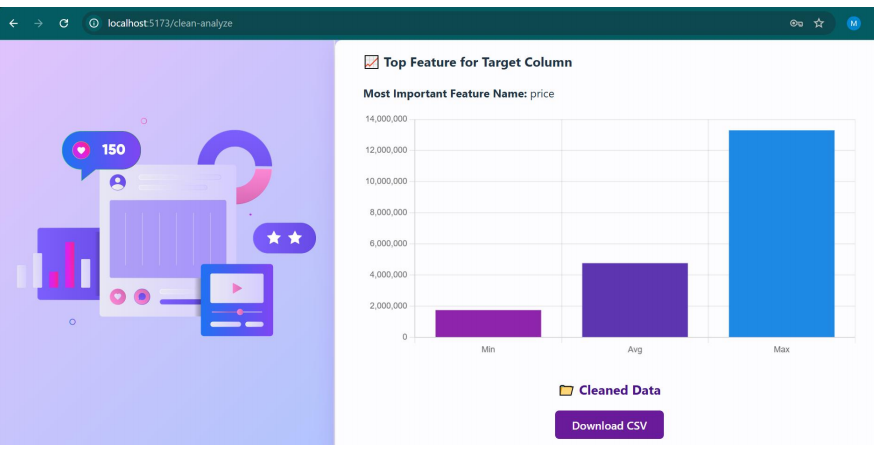 localhost:5173/clean-analyze
M
150
📈 Top Feature for Target Column
Most Important Feature Name: price
14,000,000
12,000,000
10,000,000
8,000,000
6,000,000
4,000,000
2,000,000
0
Min Avg Max
📁 Cleaned Data
Download CSV